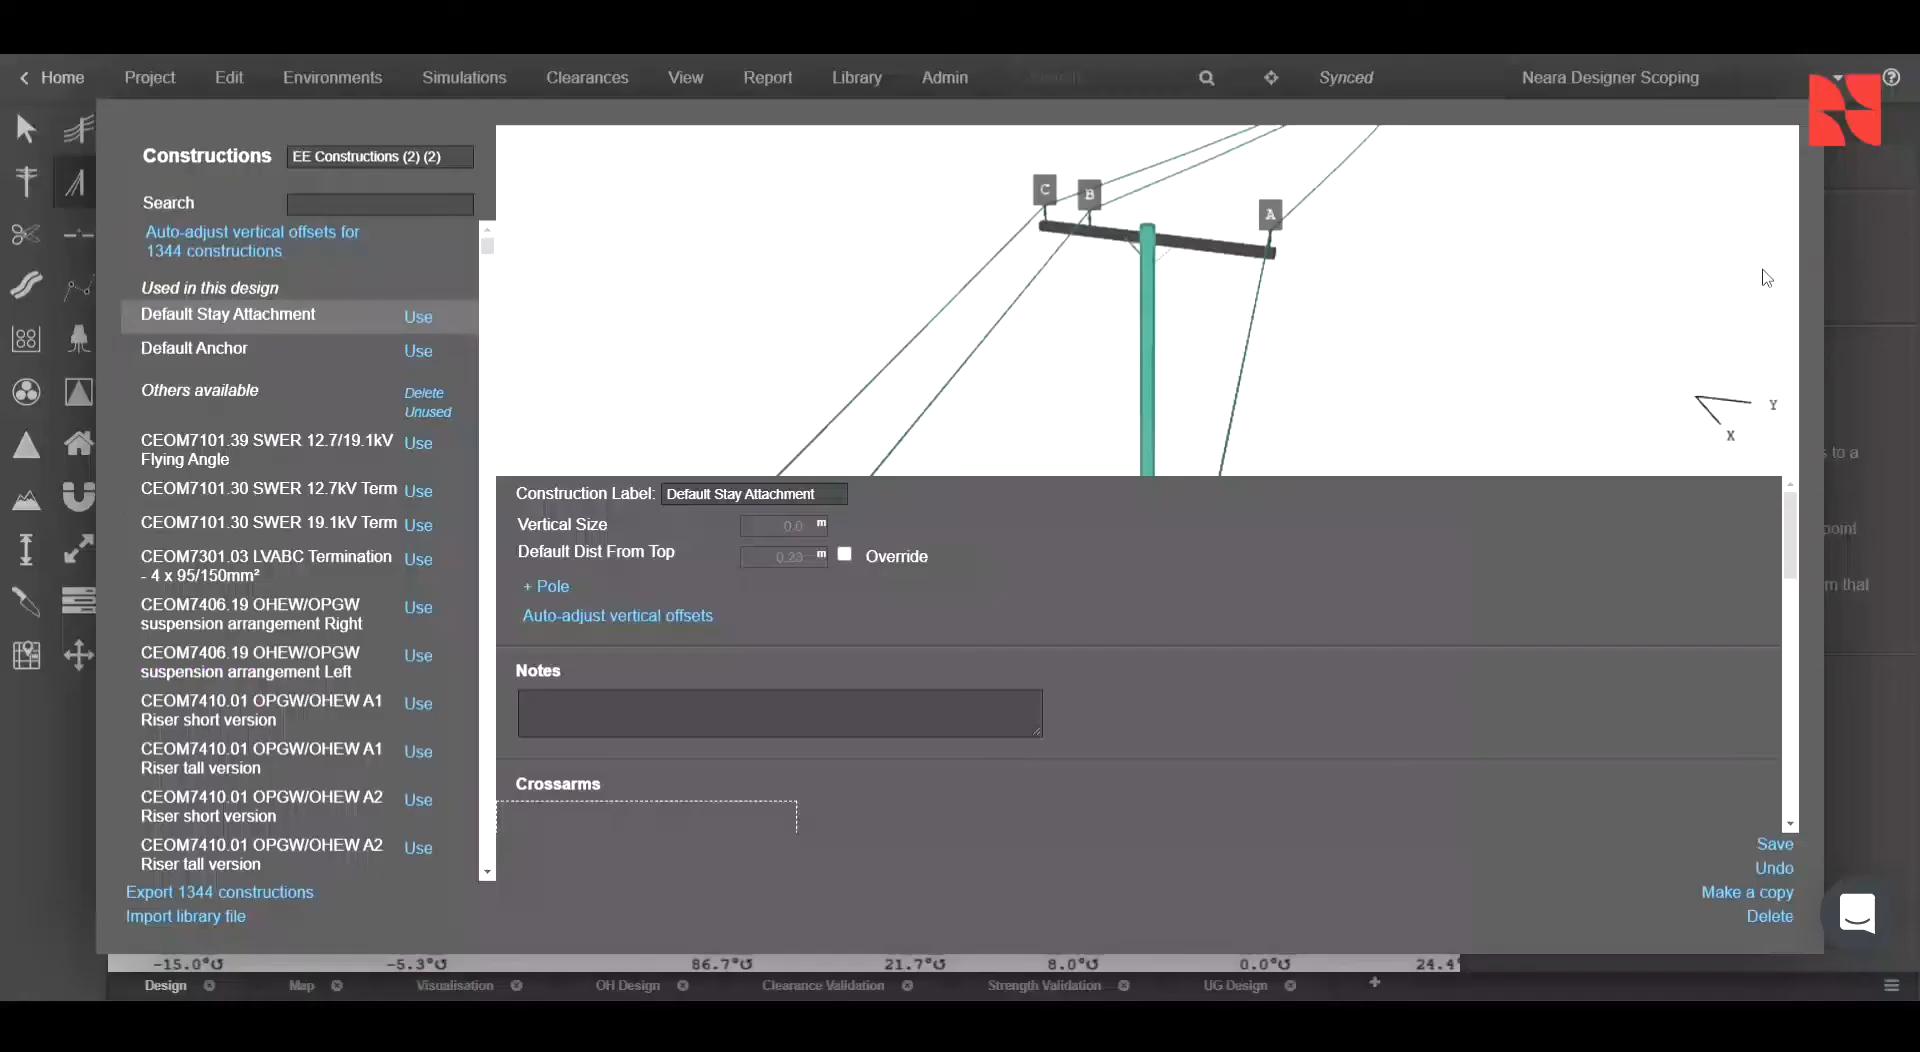 Home Project Edit Environments Simulations Clearances View Report Library Admin Search Synced Neara Designer Scoping
Constructions EE Constructions (2) (2)
Search
Auto-adjust vertical offsets for
1344 constructions
Used in this design
Default Stay Attachment Use
Default Anchor Use
Others available Delete
Unused
CEOM7101.39 SWER 12.7/19.1kV Use
Flying Angle
CEOM7101.30 SWER 12.7kV Term Use
CEOM7101.30 SWER 19.1kV Term Use
CEOM7301.03 LVABC Termination Use
- 4 x 95/150mm²
CEOM7406.19 OHEW/OPGW Use
suspension arrangement Right
CEOM7406.19 OHEW/OPGW Use
suspension arrangement Left
CEOM7410.01 OPGW/OHEW A1 Use
Riser short version
CEOM7410.01 OPGW/OHEW A1 Use
Riser tall version
CEOM7410.01 OPGW/OHEW A2 Use
Riser short version
CEOM7410.01 OPGW/OHEW A2 Use
Riser tall version
Export 1344 constructions
Import library file
C B A
Y
X
Construction Label: Default Stay Attachment
Vertical Size 0.0 m
Default Dist From Top 0.23 m Override
+ Pole
Auto-adjust vertical offsets
Notes
Crossarms
Save
Undo
Make a copy
Delete
s to a
point
m that
-15.0°↺ -5.3°↺ 86.7°↺ 21.7°↺ 8.0°↺ 0.0°↺ 24.4°
Design Map Visualisation OH Design Clearance Validation Strength Validation UG Design +